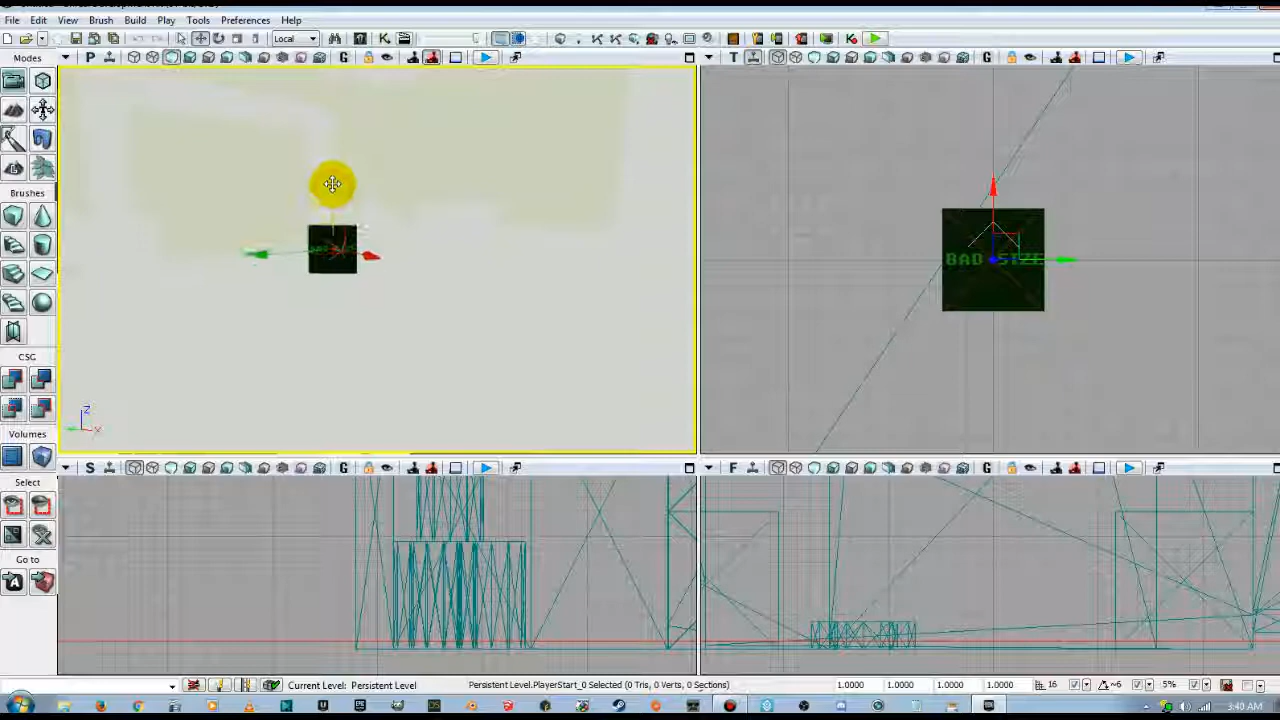 File Edit View Brush Build Play Tools Preferences Help
Local
Modes
P G
T G
Brushes
BAD SIZE
CSG
Z
X
Volumes
S G
F G
Select
Go to
Current Level: Persistent Level
Persistent Level.PlayerStart_0 Selected (0 Tris, 0 Verts, 0 Sections)
1.0000 1.0000 1.0000 1.0000 16 6 5%
3:40 AM